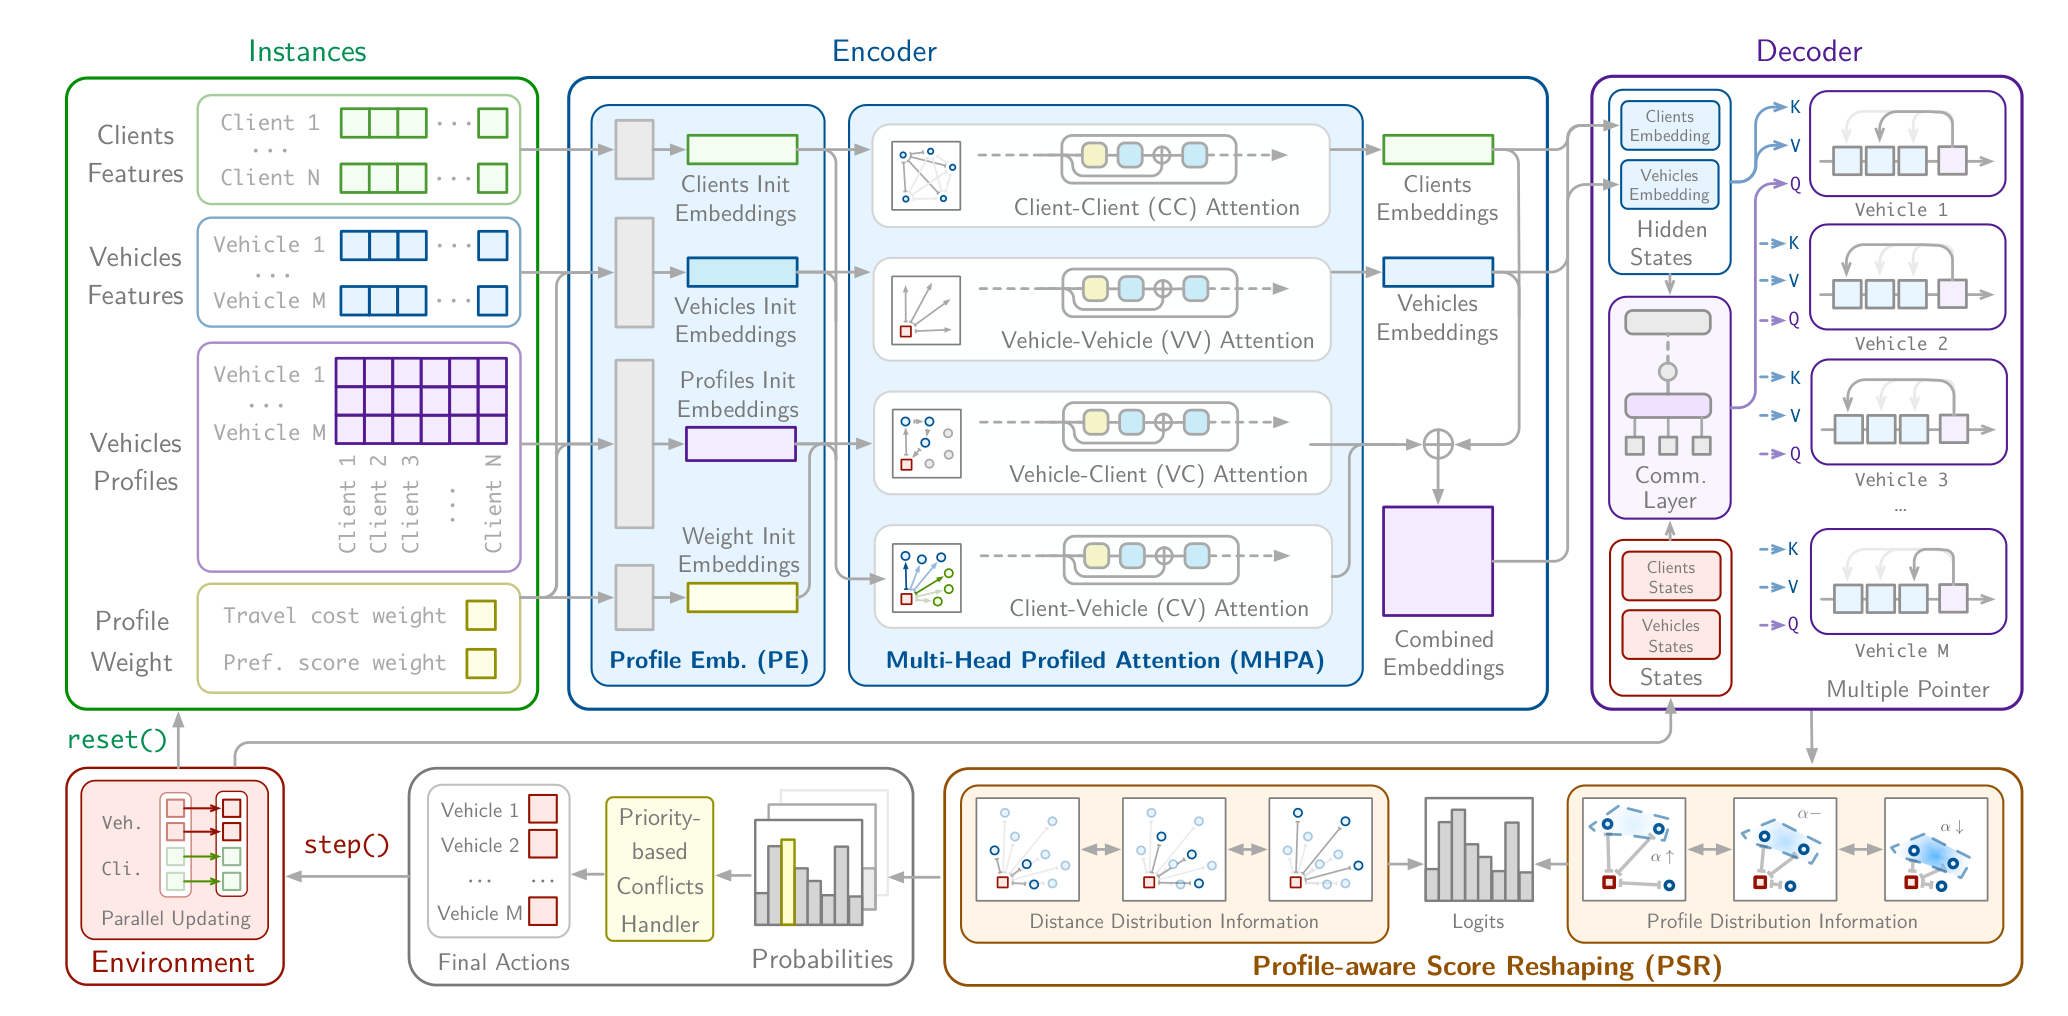 Instances
Encoder
Decoder
Clients
Features
Client 1
...
Client N
...
...
Vehicles
Features
Vehicle 1
...
Vehicle M
...
...
Vehicles
Profiles
Vehicle 1
...
Vehicle M
Client 1
Client 2
Client 3
...
Client N
Profile
Weight
Travel cost weight
Pref. score weight
Clients Init
Embeddings
Vehicles Init
Embeddings
Profiles Init
Embeddings
Weight Init
Embeddings
Profile Emb. (PE)
Client-Client (CC) Attention
Vehicle-Vehicle (VV) Attention
Vehicle-Client (VC) Attention
Client-Vehicle (CV) Attention
Multi-Head Profiled Attention (MHPA)
Clients
Embeddings
Vehicles
Embeddings
Combined
Embeddings
Clients
Embedding
Vehicles
Embedding
Hidden
States
Comm.
Layer
Clients
States
Vehicles
States
States
K
V
Q
Vehicle 1
K
V
Q
Vehicle 2
K
V
Q
Vehicle 3
...
K
V
Q
Vehicle M
Multiple Pointer
reset()
Veh.
Cli.
Parallel Updating
Environment
step()
Vehicle 1
Vehicle 2
... ...
Vehicle M
Final Actions
Priority-
based
Conflicts
Handler
Probabilities
Distance Distribution Information
Logits
α ↑
α −
α ↓
Profile Distribution Information
Profile-aware Score Reshaping (PSR)